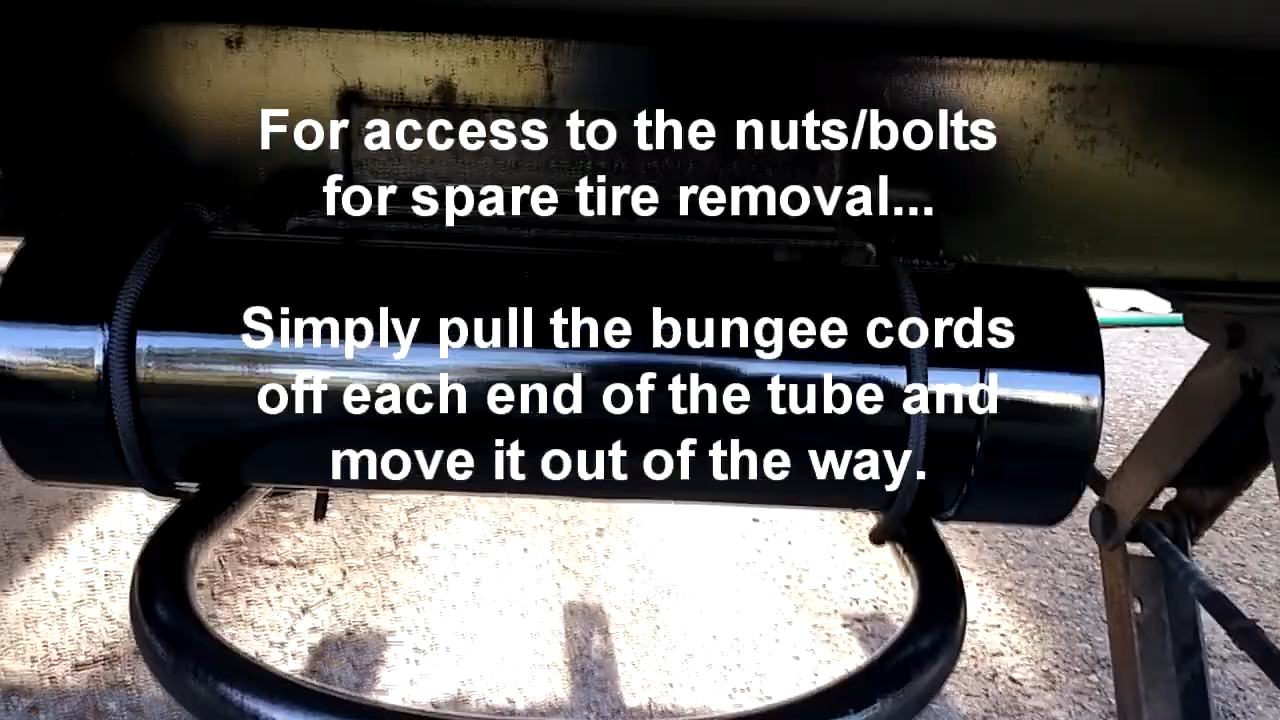 For access to the nuts/bolts
for spare tire removal...
Simply pull the bungee cords
off each end of the tube and
move it out of the way.